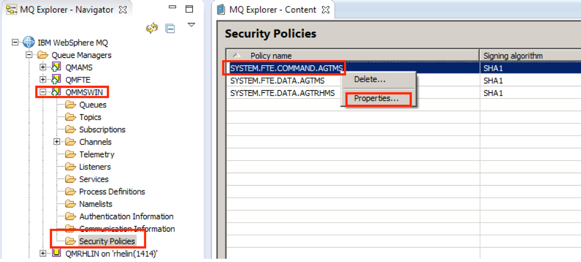 MQ Explorer - Navigator
IBM WebSphere MQ
Queue Managers
QMAMS
QMFTE
QMMSWIN
Queues
Topics
Subscriptions
Channels
Telemetry
Listeners
Services
Process Definitions
Namelists
Authentication Information
Communication Information
Security Policies
QMRHLIN on 'rhelin(1414)'
MQ Explorer - Content
Security Policies
Policy name Signing algorithm
SYSTEM.FTE.COMMAND.AGTMS SHA1
SYSTEM.FTE.DATA.AGTMS SHA1
SYSTEM.FTE.DATA.AGTRHMS SHA1
Delete...
Properties...